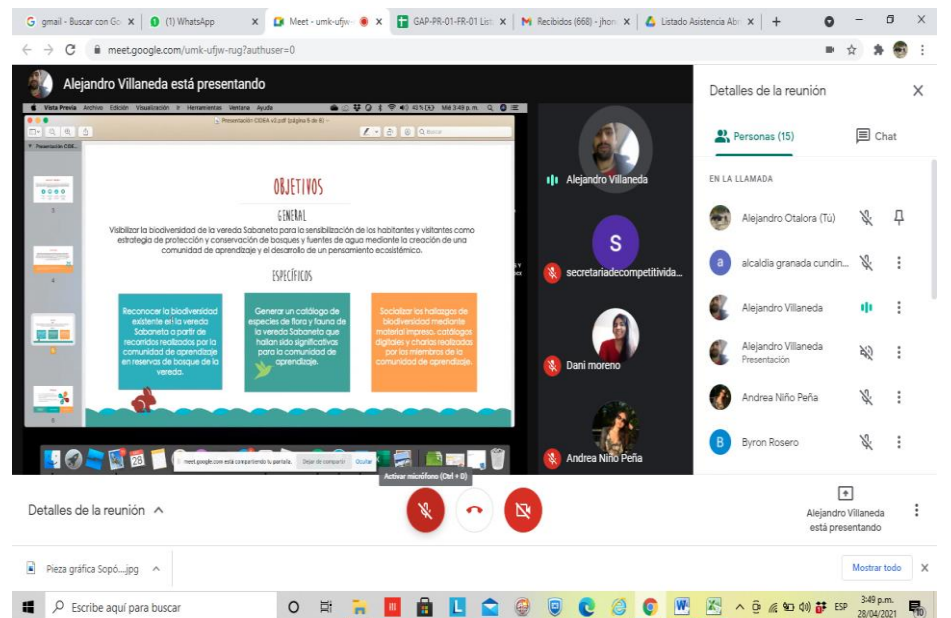 gmail - Buscar con Go
(1) WhatsApp
Meet - umk-ufjw-
GAP-PR-01-FR-01 List
Recibidos (668) - jhon
Listado Asistencia Abr
meet.google.com/umk-ufjw-rug?authuser=0
Alejandro Villaneda está presentando
Vista Previa Archivo Edición Visualización Ir Herramientas Ventana Ayuda
43% Mié 3:49 p. m.
Presentación CIDEA v3.pdf (página 5 de 8)
Presentación CIDE...
3
4
5
6
OBJETIVOS
GENERAL
Visibilizar la biodiversidad de la vereda Sabaneta para la sensibilización de los habitantes y visitantes como
estrategia de protección y conservación de bosques y fuentes de agua mediante la creación de una
comunidad de aprendizaje y el desarrollo de un pensamiento ecosistémico.
ESPECÍFICOS
Reconocer la biodiversidad
existente en la vereda
Sabaneta a partir de
recorridos realizados por la
comunidad de aprendizaje
en reservas de bosque de la
vereda.
Generar un catálogo de
especies de flora y fauna de
la vereda Sabaneta que
hallan sido significativas
para la comunidad de
aprendizaje.
Socializar los hallazgos de
biodiversidad mediante
material impreso, catálogos
digitales y charlas realizadas
por los miembros de la
comunidad de aprendizaje.
28
meet.google.com está compartiendo tu pantalla.
Dejar de compartir
Ocultar
Alejandro Villaneda
S
secretariadecompetitivida...
Dani moreno
Andrea Niño Peña
Detalles de la reunión
Personas (15)
Chat
EN LA LLAMADA
Alejandro Otalora (Tú)
a
alcaldia granada cundin...
Alejandro Villaneda
Alejandro Villaneda
Presentación
Andrea Niño Peña
B
Byron Rosero
Activar micrófono (Ctrl + D)
Detalles de la reunión
Alejandro Villaneda
está presentando
Pieza gráfica Sopó....jpg
Mostrar todo
Escribe aquí para buscar
ESP
3:49 p.m.
28/04/2021